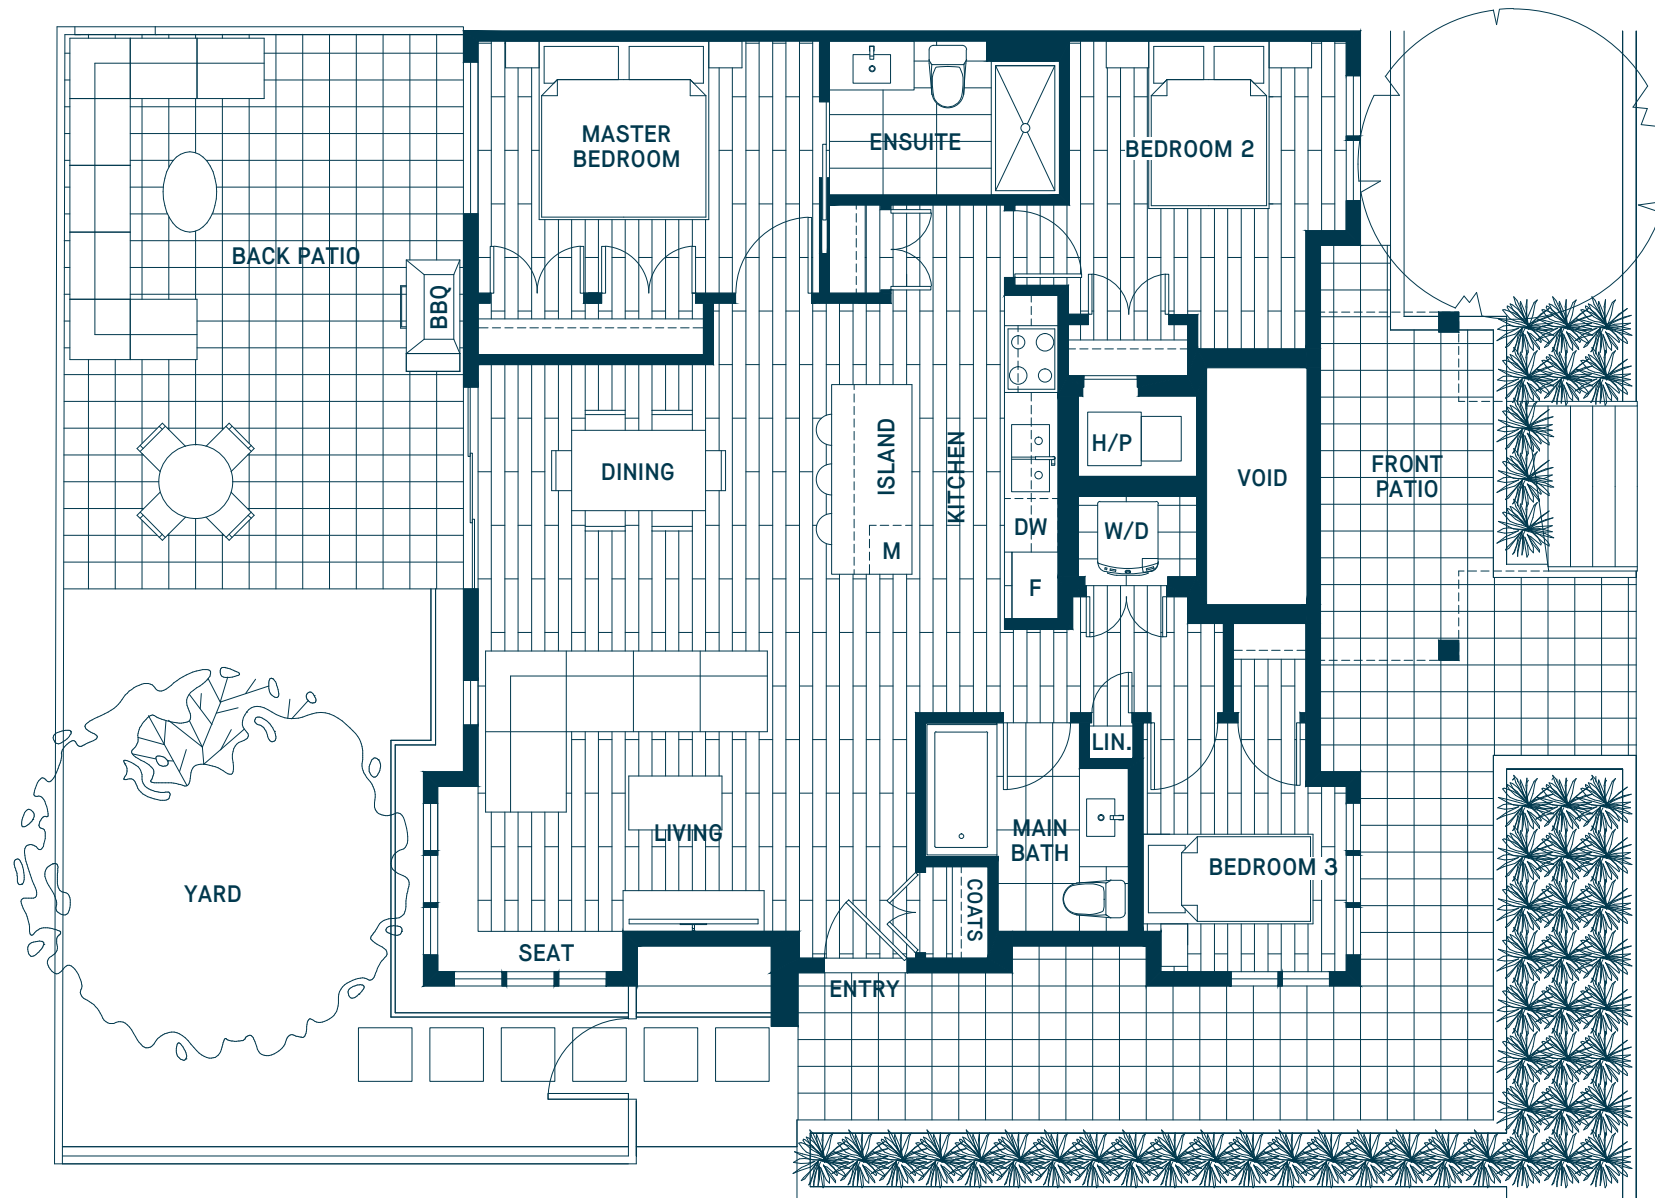 MASTER
BEDROOM
ENSUITE
BEDROOM 2
BACK PATIO
BBQ
DINING
ISLAND
KITCHEN
M
DW
F
H/P
W/D
VOID
FRONT
PATIO
LIN.
LIVING
MAIN
BATH
BEDROOM 3
COATS
YARD
SEAT
ENTRY